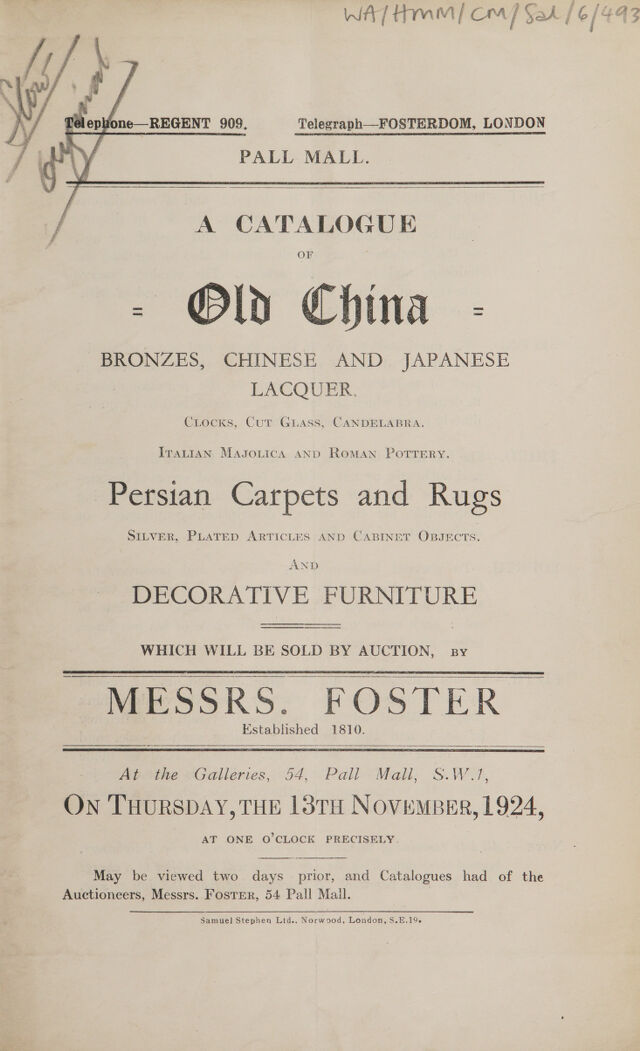 WA/HMM/CM/Sal/6/493
Stow
original
Telephone—REGENT 909. Telegraph—FOSTERDOM, LONDON
PALL MALL.
A CATALOGUE
OF
= Old China =
BRONZES, CHINESE AND JAPANESE
LACQUER,
CLOCKS, CUT GLASS, CANDELABRA,
ITALIAN MAJOLICA AND ROMAN POTTERY,
Persian Carpets and Rugs
SILVER, PLATED ARTICLES AND CABINET OBJECTS,
AND
DECORATIVE FURNITURE
WHICH WILL BE SOLD BY AUCTION, BY
MESSRS. FOSTER
Established 1810.
At the Galleries, 54, Pall Mall, S.W.1,
ON THURSDAY, THE 13TH NOVEMBER, 1924,
AT ONE O'CLOCK PRECISELY.
May be viewed two days prior, and Catalogues had of the
Auctioneers, Messrs. FOSTER, 54 Pall Mall.
Samuel Stephen Ltd., Norwood, London, S.E.19.